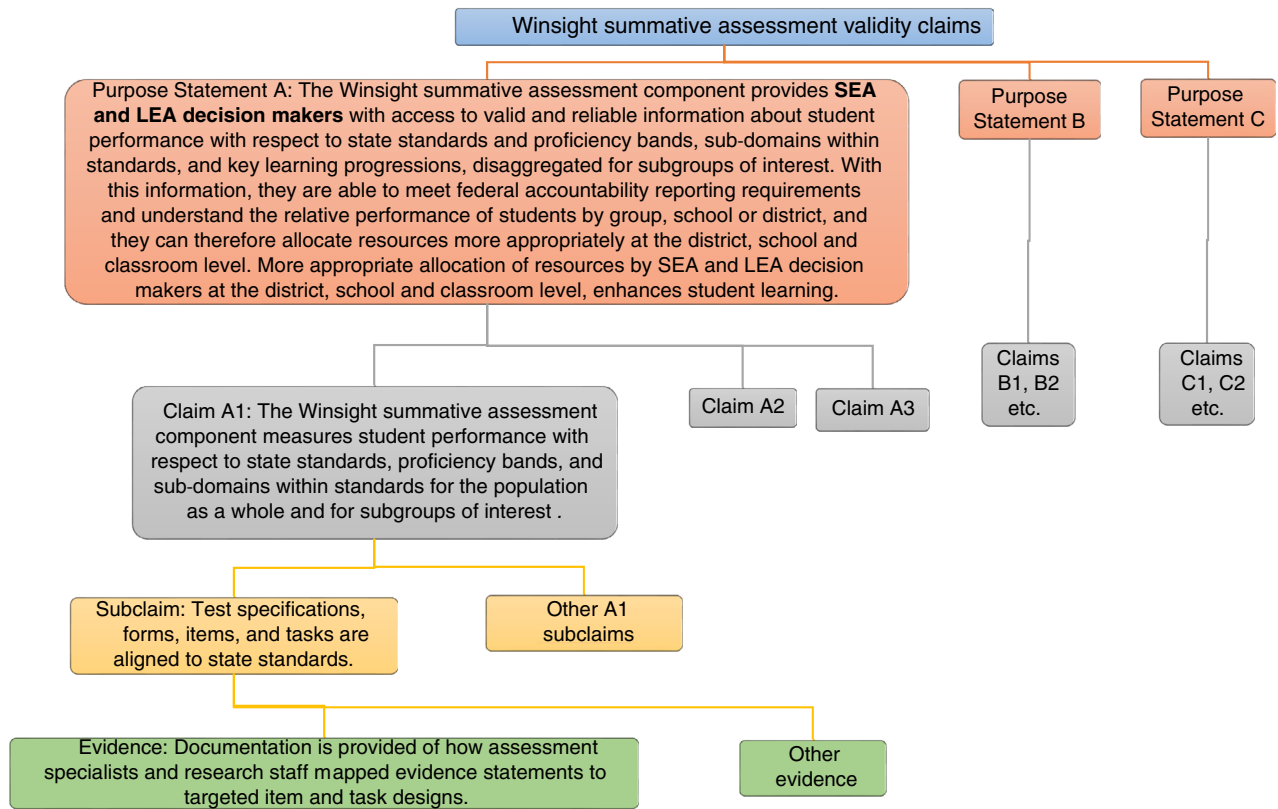 Winsight summative assessment validity claims
Purpose Statement A: The Winsight summative assessment component provides SEA
and LEA decision makers with access to valid and reliable information about student
performance with respect to state standards and proficiency bands, sub-domains within
standards, and key learning progressions, disaggregated for subgroups of interest. With
this information, they are able to meet federal accountability reporting requirements
and understand the relative performance of students by group, school or district, and
they can therefore allocate resources more appropriately at the district, school and
classroom level. More appropriate allocation of resources by SEA and LEA decision
makers at the district, school and classroom level, enhances student learning.
Purpose
Statement B
Purpose
Statement C
Claim A1: The Winsight summative assessment
component measures student performance with
respect to state standards, proficiency bands, and
sub-domains within standards for the population
as a whole and for subgroups of interest .
Claim A2
Claim A3
Claims
B1, B2
etc.
Claims
C1, C2
etc.
Subclaim: Test specifications,
forms, items, and tasks are
aligned to state standards.
Other A1
subclaims
Evidence: Documentation is provided of how assessment
specialists and research staff mapped evidence statements to
targeted item and task designs.
Other
evidence